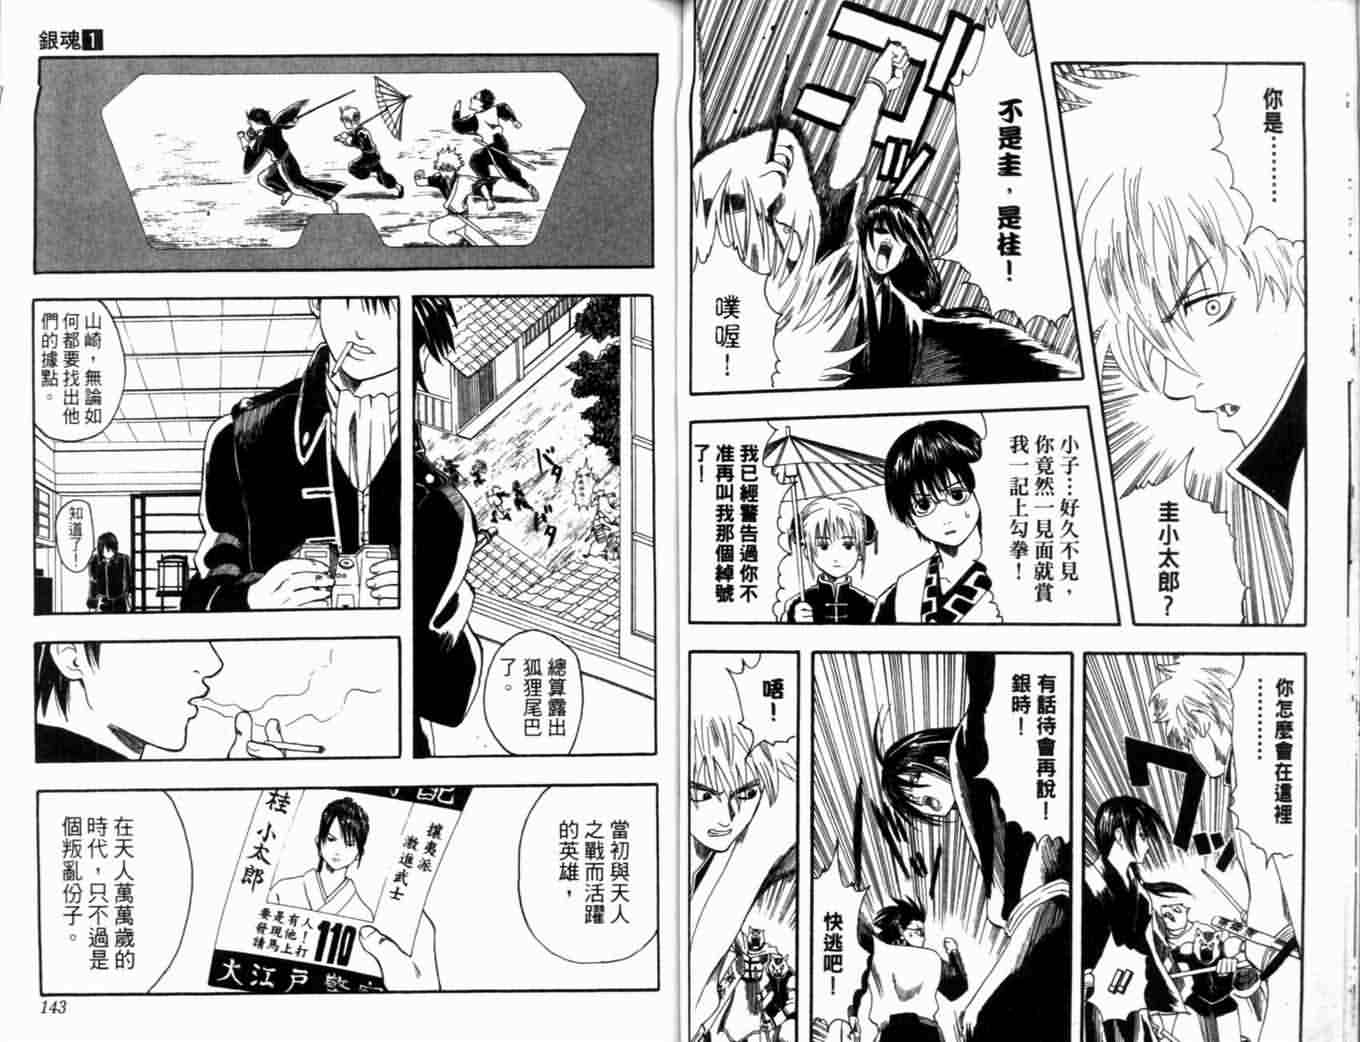 你是………
圭小太郎？
不是圭，是桂！
噗喔！
小子…好久不見，
你竟然一見面就賞
我一記上勾拳！
我已經警告過你不
准再叫我那個綽號
了！
你怎麼會在這裡
………
有話待會再說！
銀時！
快逃吧！
唔！
銀魂1
總算露出
狐狸尾巴
了。
ドタ
ドタ
山崎，無論如
何都要找出他
們的據點。
知道了！
當初與天人
之戰而活躍
的英雄，
攘夷派
激進武士
桂小太郎
要是有人
發現他！
請馬上打
110
大江戶警
在天人萬萬歲的
時代，只不過是
個叛亂份子。
143